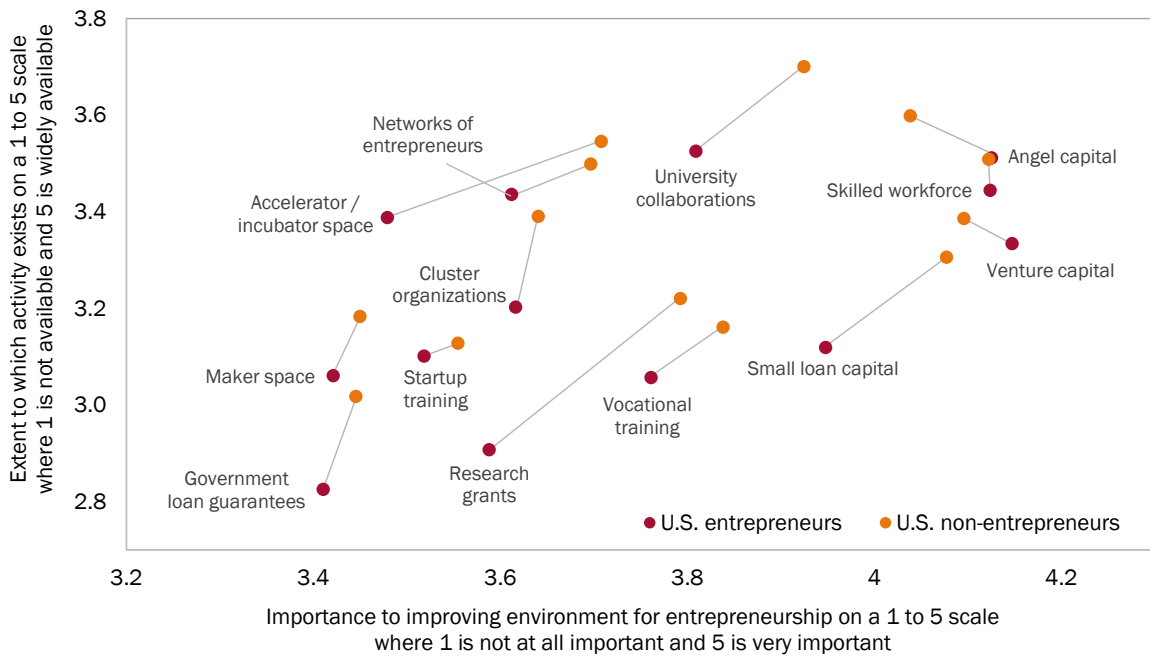 Extent to which activity exists on a 1 to 5 scale
where 1 is not available and 5 is widely available
3.8
3.6
3.4
3.2
3.0
2.8
Networks of
entrepreneurs
Accelerator /
incubator space
University
collaborations
Angel capital
Skilled workforce
Venture capital
Cluster
organizations
Small loan capital
Maker space
Startup
training
Vocational
training
Research
grants
Government
loan guarantees
U.S. entrepreneurs
U.S. non-entrepreneurs
3.2
3.4
3.6
3.8
4
4.2
Importance to improving environment for entrepreneurship on a 1 to 5 scale
where 1 is not at all important and 5 is very important